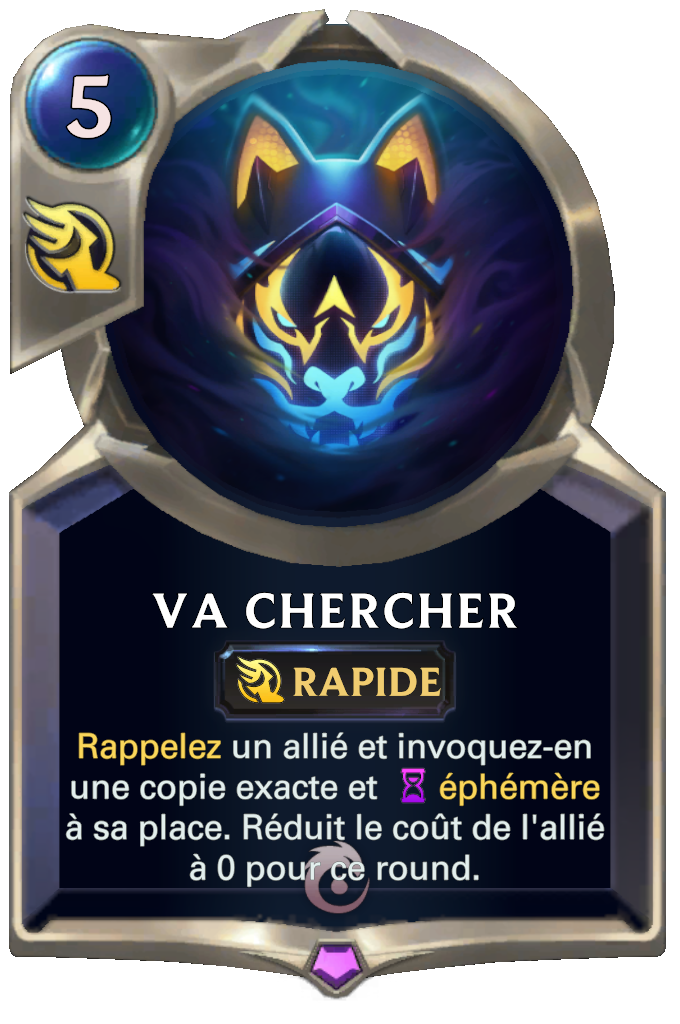 5
VA CHERCHER
RAPIDE
Rappelez un allié et invoquez-en
une copie exacte et éphémère
à sa place. Réduit le coût de l'allié
à 0 pour ce round.